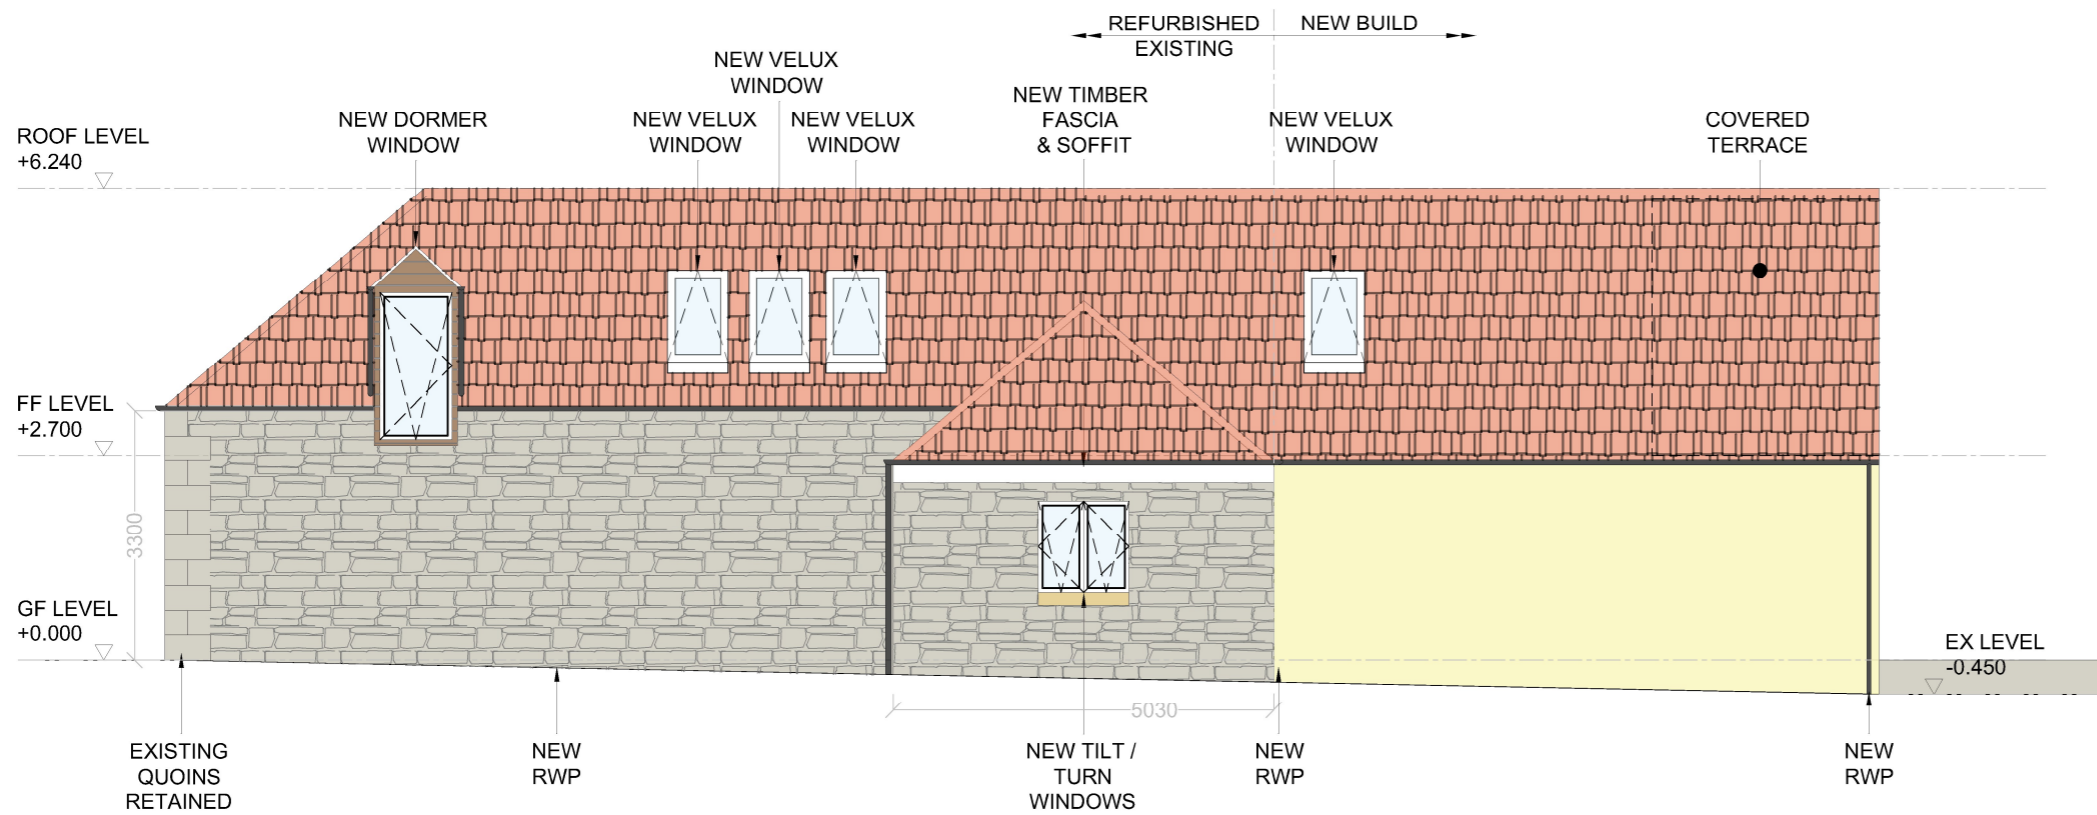 REFURBISHED
EXISTING
NEW BUILD
NEW VELUX
WINDOW
NEW DORMER
WINDOW
NEW VELUX
WINDOW
NEW VELUX
WINDOW
NEW TIMBER
FASCIA
& SOFFIT
NEW VELUX
WINDOW
COVERED
TERRACE
ROOF LEVEL
+6.240
FF LEVEL
+2.700
3300
GF LEVEL
+0.000
EX LEVEL
-0.450
5030
EXISTING
QUOINS
RETAINED
NEW
RWP
NEW TILT /
TURN
WINDOWS
NEW
RWP
NEW
RWP